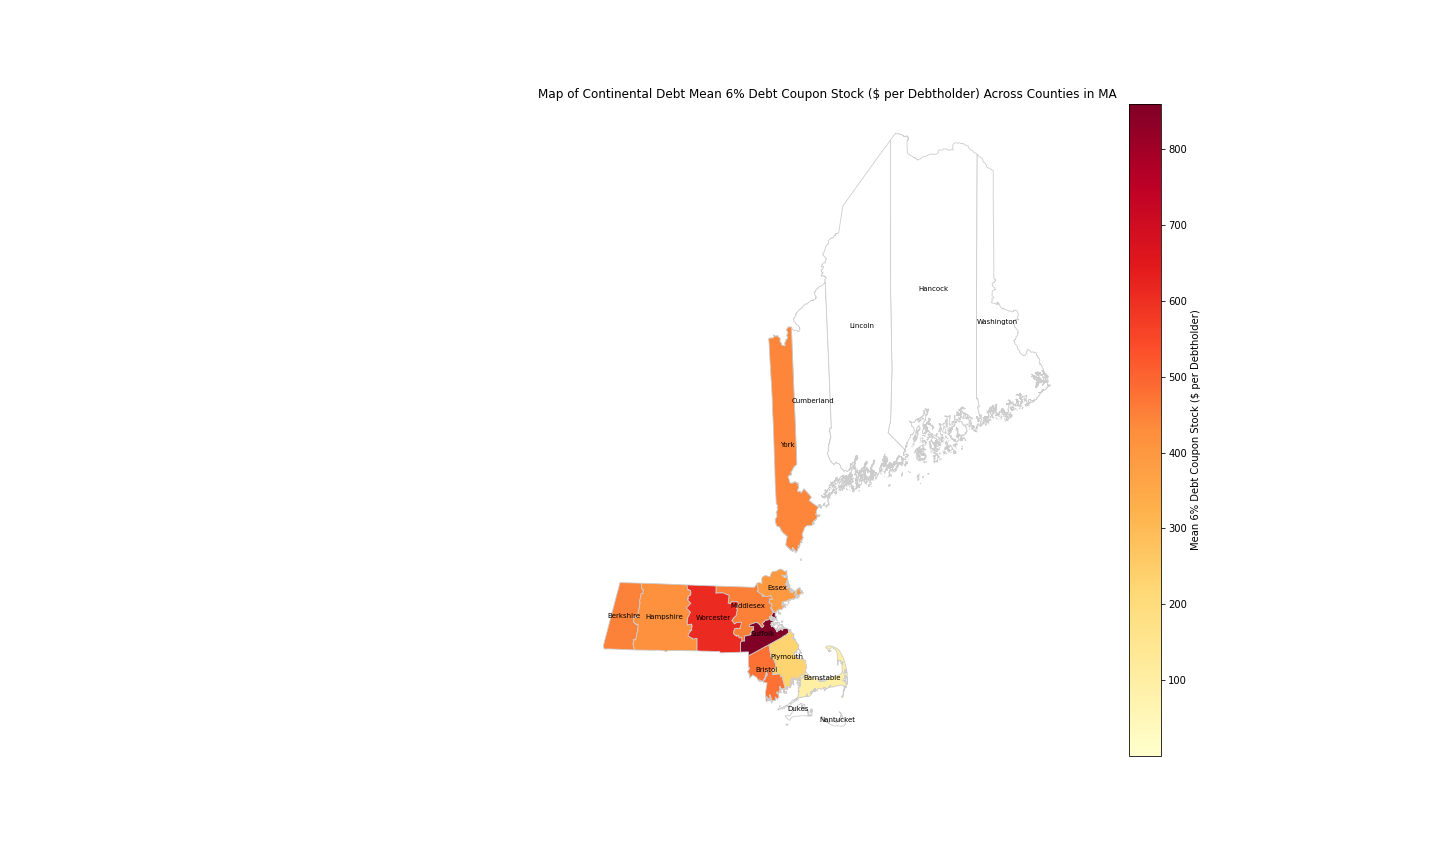 Map of Continental Debt Mean 6% Debt Coupon Stock ($ per Debtholder) Across Counties in MA
800
700
600
500
400
300
200
100
Mean 6% Debt Coupon Stock ($ per Debtholder)
Hancock
Washington
Lincoln
Cumberland
York
Essex
Middlesex
Berkshire
Hampshire
Worcester
Suffolk
Plymouth
Bristol
Barnstable
Dukes
Nantucket